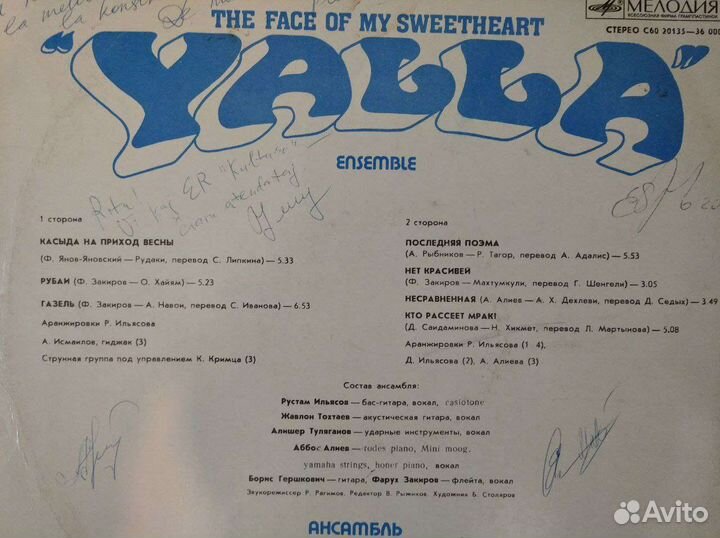 la
THE FACE OF MY SWEETHEART
МЕЛОДИЯ
ВСЕСОЮЗНАЯ ФИРМА ГРАМПЛАСТИНОК
СТЕРЕО С60 20135—36 000
"YALLA"
ENSEMBLE
ER "Kultase"
1 сторона
КАСЫДА НА ПРИХОД ВЕСНЫ
(Ф. Янов-Яновский — Рудаки, перевод С. Липкина) — 5.33
РУБАИ (Ф. Закиров — О. Хайям) — 5.23
ГАЗЕЛЬ (Ф. Закиров — А. Навои, перевод С. Иванова) — 6.53
Аранжировки Р. Ильясова
А. Исмаилов, гиджак (3)
Струнная группа под управлением К. Кримца (3)
2 сторона
ПОСЛЕДНЯЯ ПОЭМА
(А. Рыбников — Р. Тагор, перевод А. Адалис) — 5.53
НЕТ КРАСИВЕЙ
(Ф. Закиров — Махтумкули, перевод Г. Шенгели) — 3.05
НЕСРАВНЕННАЯ (А. Алиев — А. Х. Дехлеви, перевод Д. Седых) — 3.49
КТО РАССЕЕТ МРАК!
(Д. Саидаминова — Н. Хикмет, перевод Л. Мартынова) — 5.08
Аранжировки Р. Ильясова (1 4),
Д. Ильясова (2), А. Алиева (3)
Состав ансамбля:
Рустам Ильясов — бас-гитара, вокал, casiotone
Жавлон Тохтаев — акустическая гитара, вокал
Алишер Туляганов — ударные инструменты, вокал
Аббос Алиев — rodes piano, Mini moog.
yamaha strings, honer piano, вокал
Борис Гершкович — гитара, Фарух Закиров — флейта, вокал
Звукорежиссер Р. Рагимов. Редактор В. Рыжиков. Художник Б. Столяров
АНСАМБЛЬ
Avito